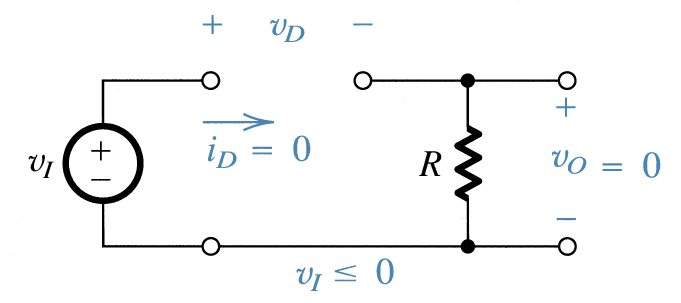 + v_D −
i_D = 0
+
v_I
−
R
+
v_O = 0
−
v_I ≤ 0